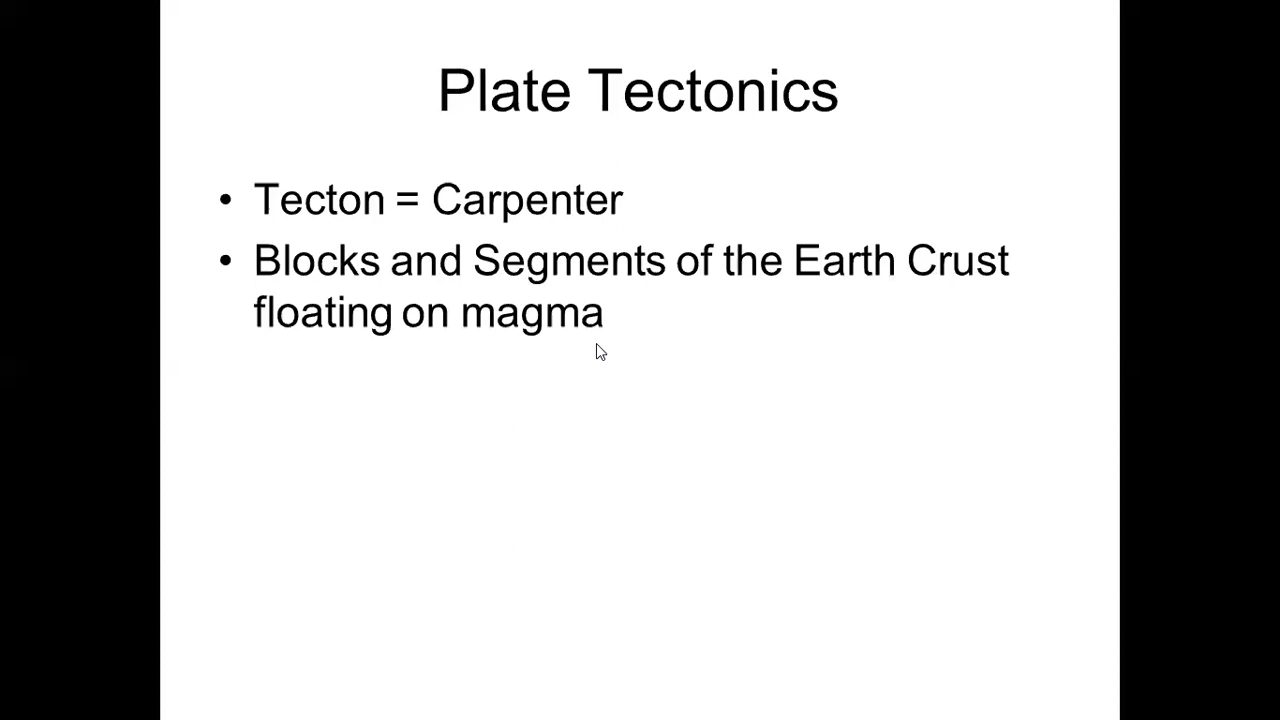 Plate Tectonics
• Tecton = Carpenter
• Blocks and Segments of the Earth Crust
floating on magma